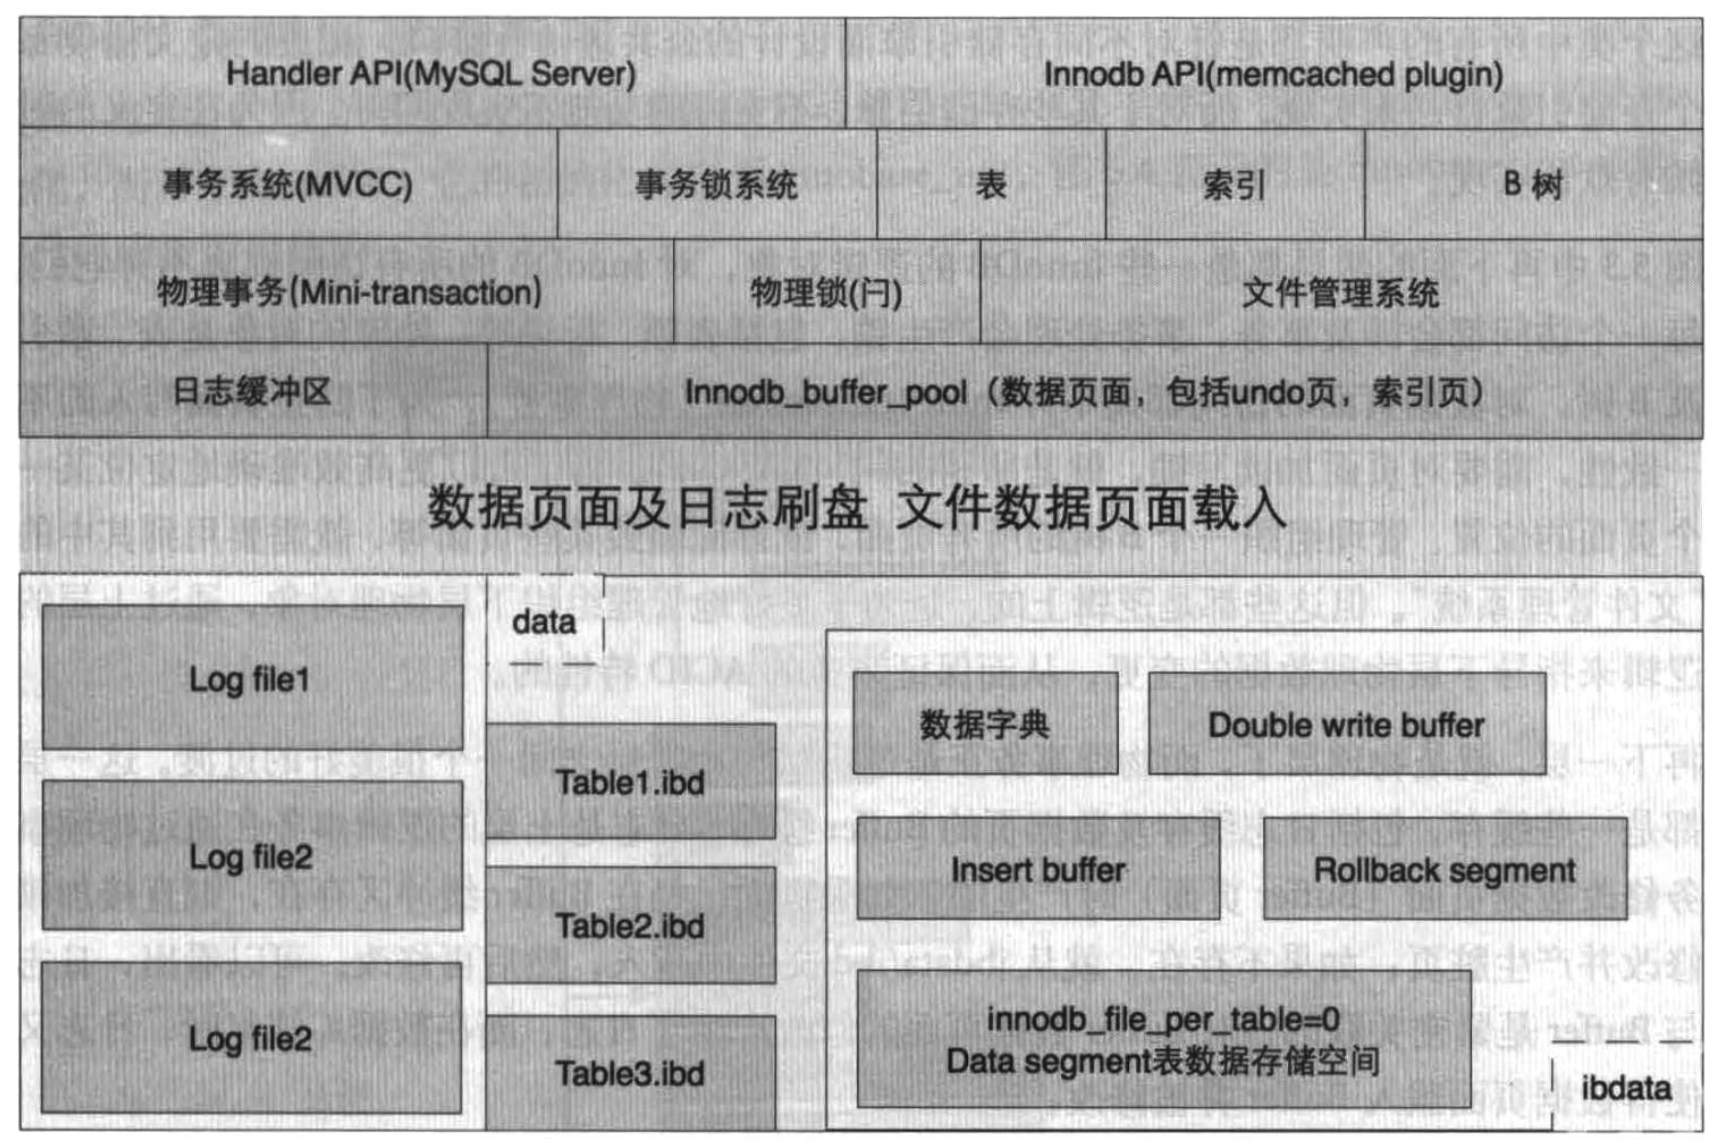 Handler API(MySQL Server)
Innodb API(memcached plugin)
事务系统(MVCC)
事务锁系统
表
索引
B 树
物理事务(Mini-transaction)
物理锁(闩)
文件管理系统
日志缓冲区
Innodb_buffer_pool（数据页面，包括undo页，索引页）
数据页面及日志刷盘 文件数据页面载入
Log file1
Log file2
Log file2
data
Table1.ibd
Table2.ibd
Table3.ibd
数据字典
Double write buffer
Insert buffer
Rollback segment
innodb_file_per_table=0
Data segment表数据存储空间
ibdata